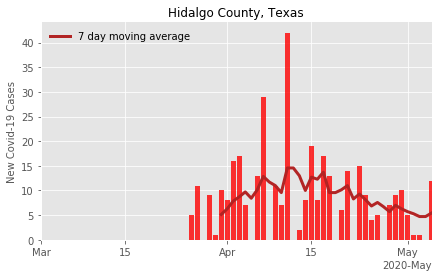 Hidalgo County, Texas
7 day moving average
New Covid-19 Cases
40
35
30
25
20
15
10
5
0
Mar
15
Apr
15
May
2020-May